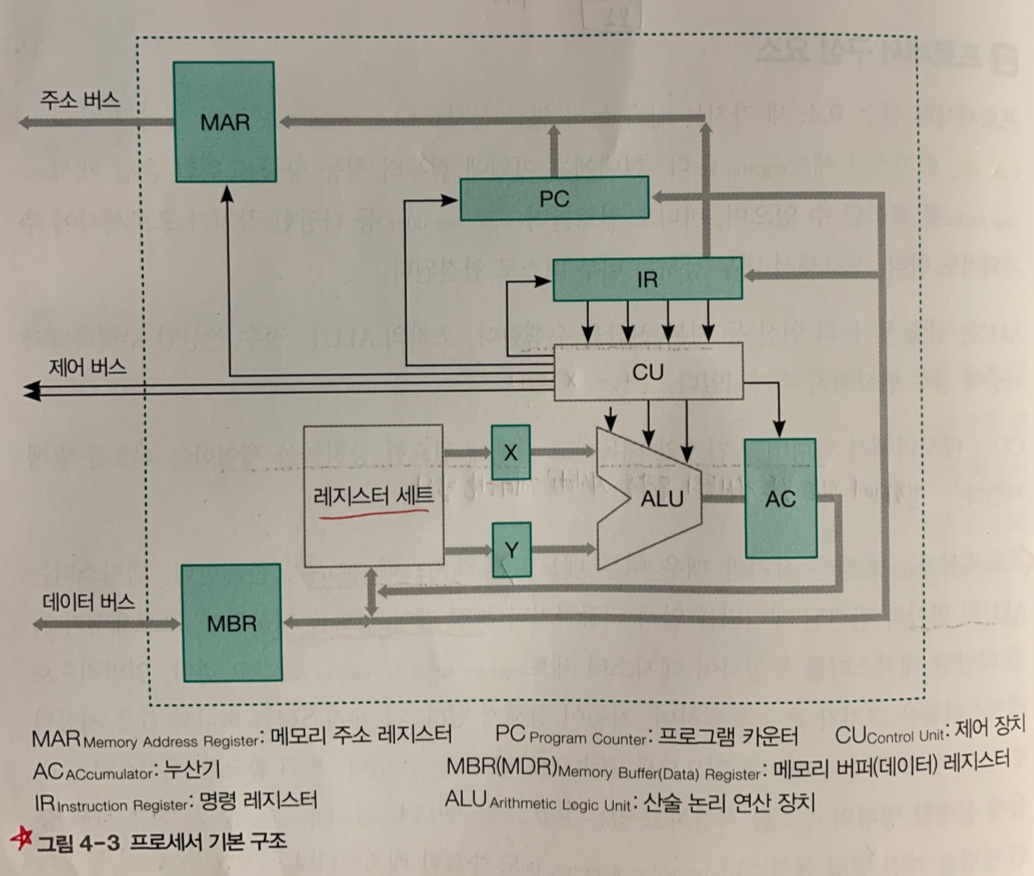 주소 버스
MAR
PC
IR
제어 버스
CU
레지스터 세트
X
ALU
AC
Y
데이터 버스
MBR
MAR Memory Address Register: 메모리 주소 레지스터 PC Program Counter: 프로그램 카운터 CU Control Unit: 제어 장치
AC ACcumulator: 누산기 MBR(MDR) Memory Buffer(Data) Register: 메모리 버퍼(데이터) 레지스터
IR Instruction Register: 명령 레지스터 ALU Arithmetic Logic Unit: 산술 논리 연산 장치
그림 4-3 프로세서 기본 구조